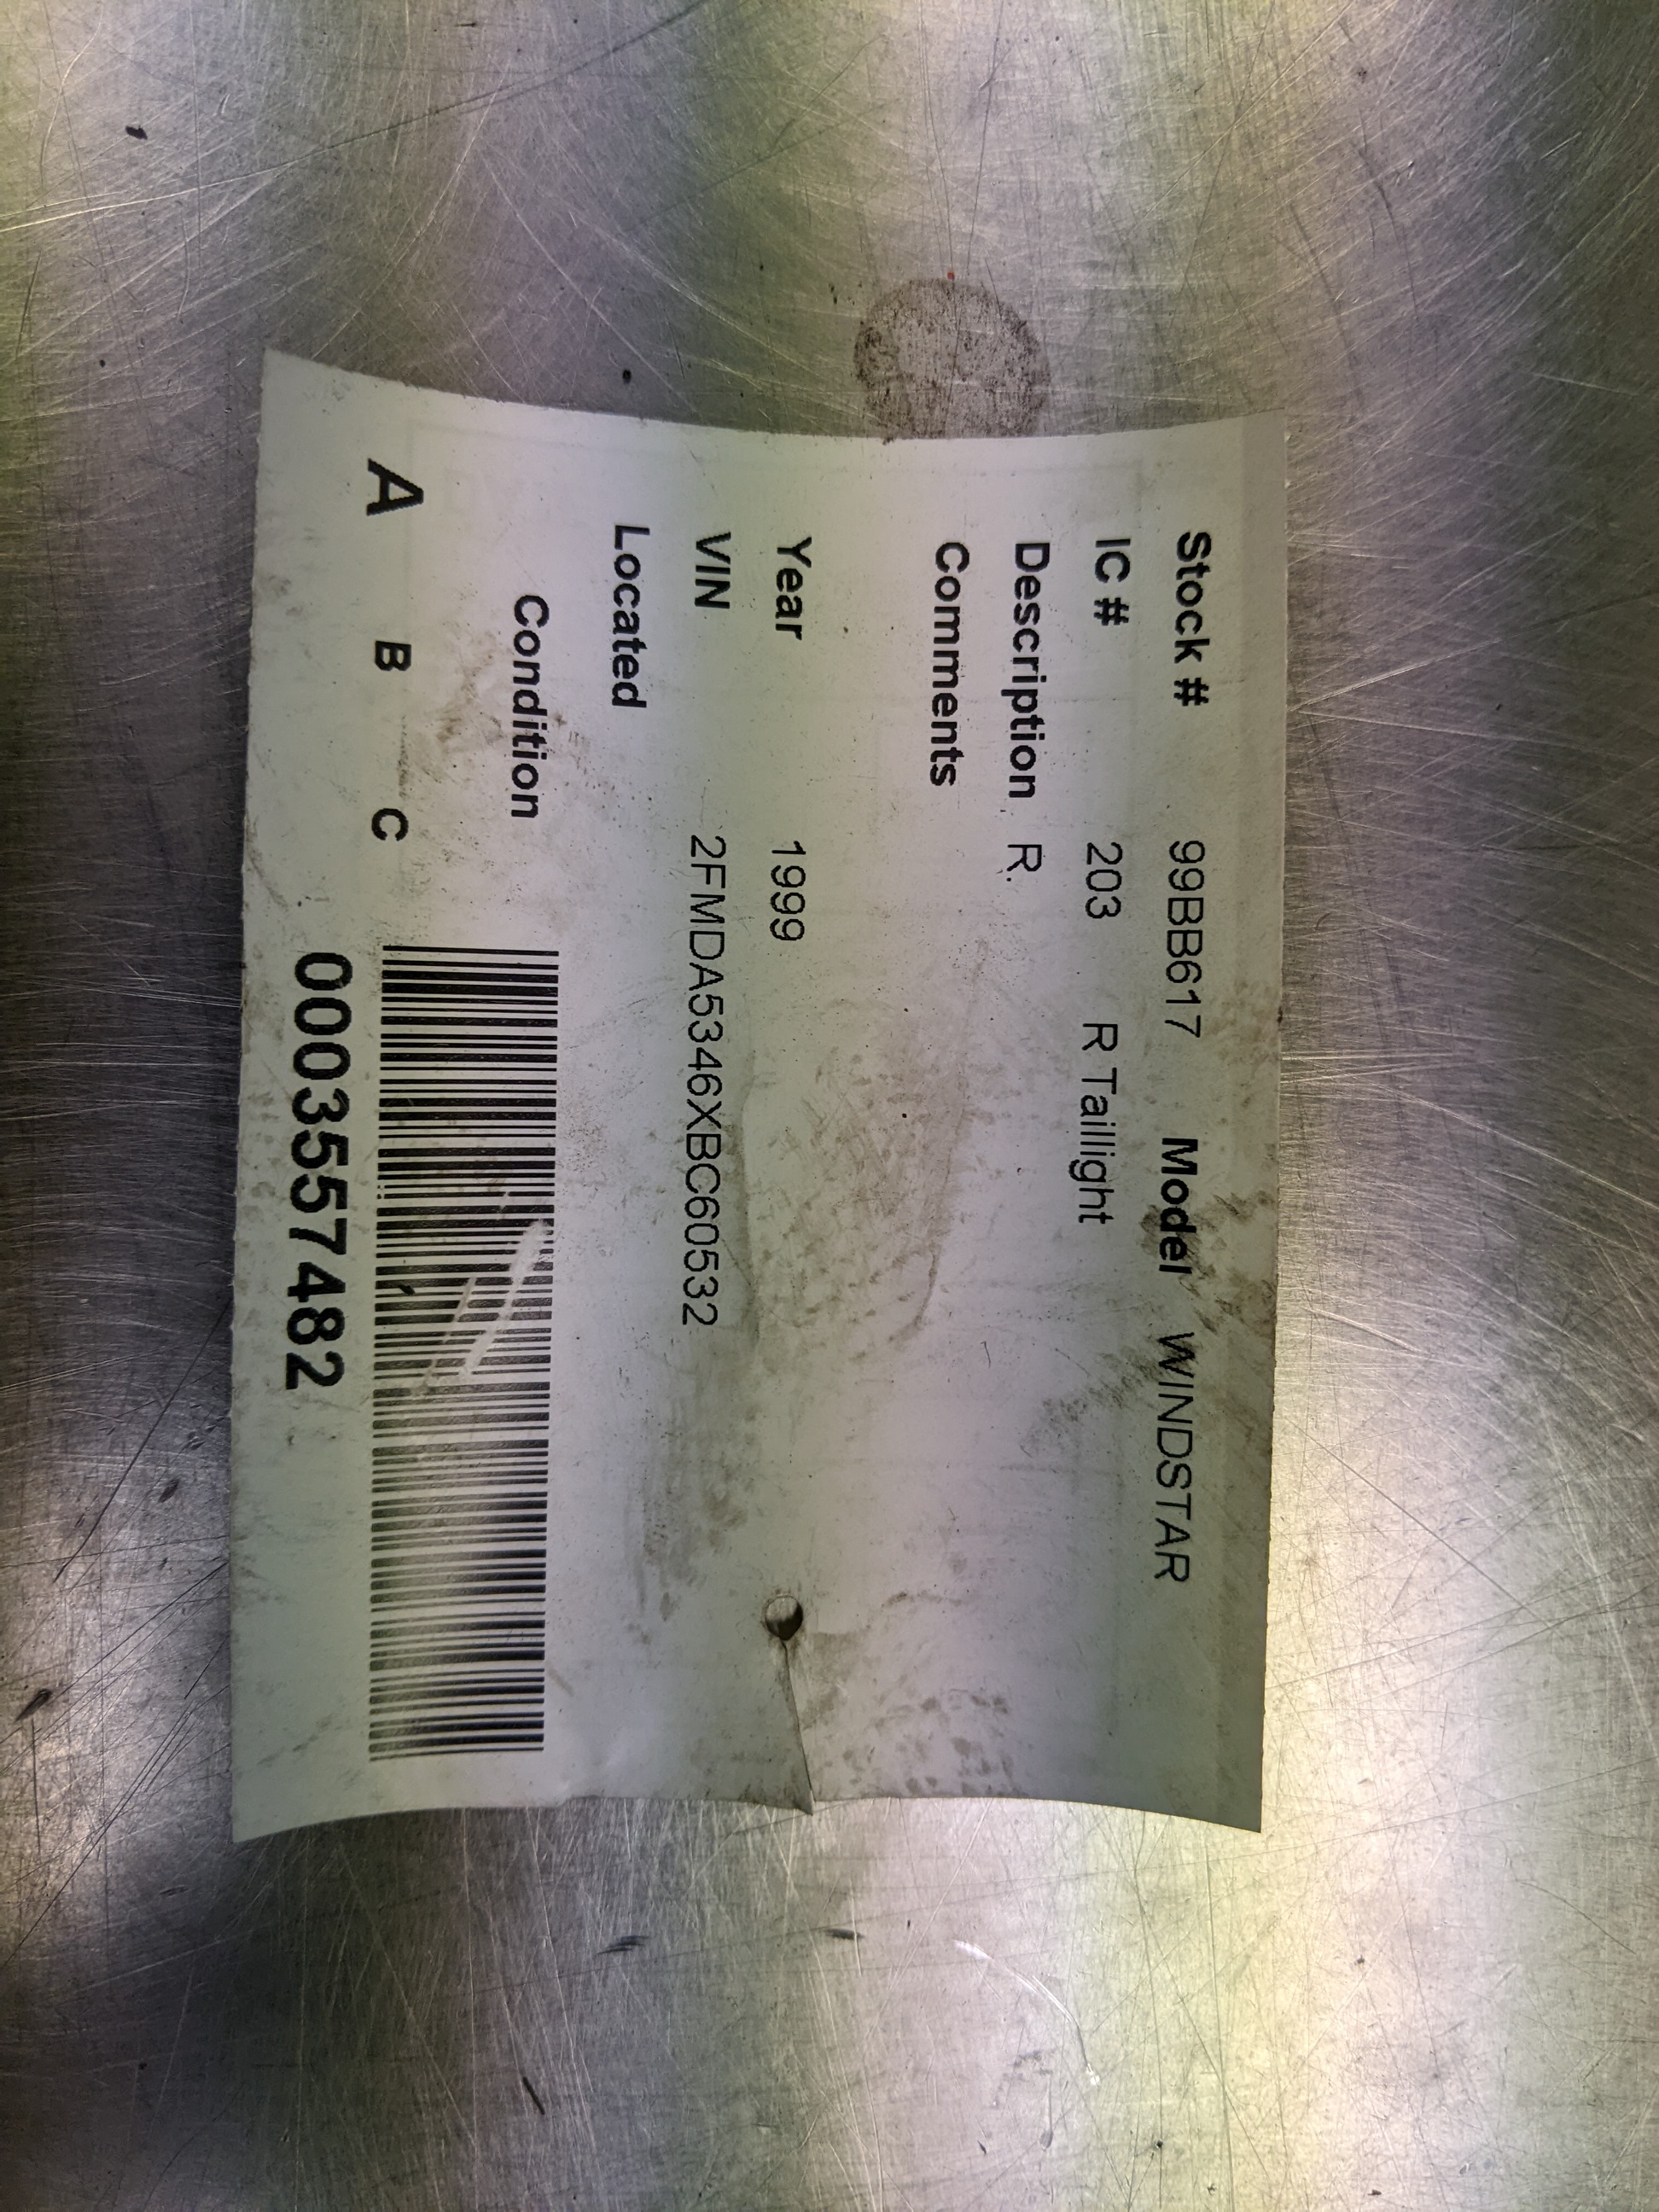 Stock # 99BB617 Model WINDSTAR
IC # 203 R Taillight
Description R.
Comments
Year 1999
VIN 2FMDA5346XBC60532
Located
Condition
A B C
0003557482